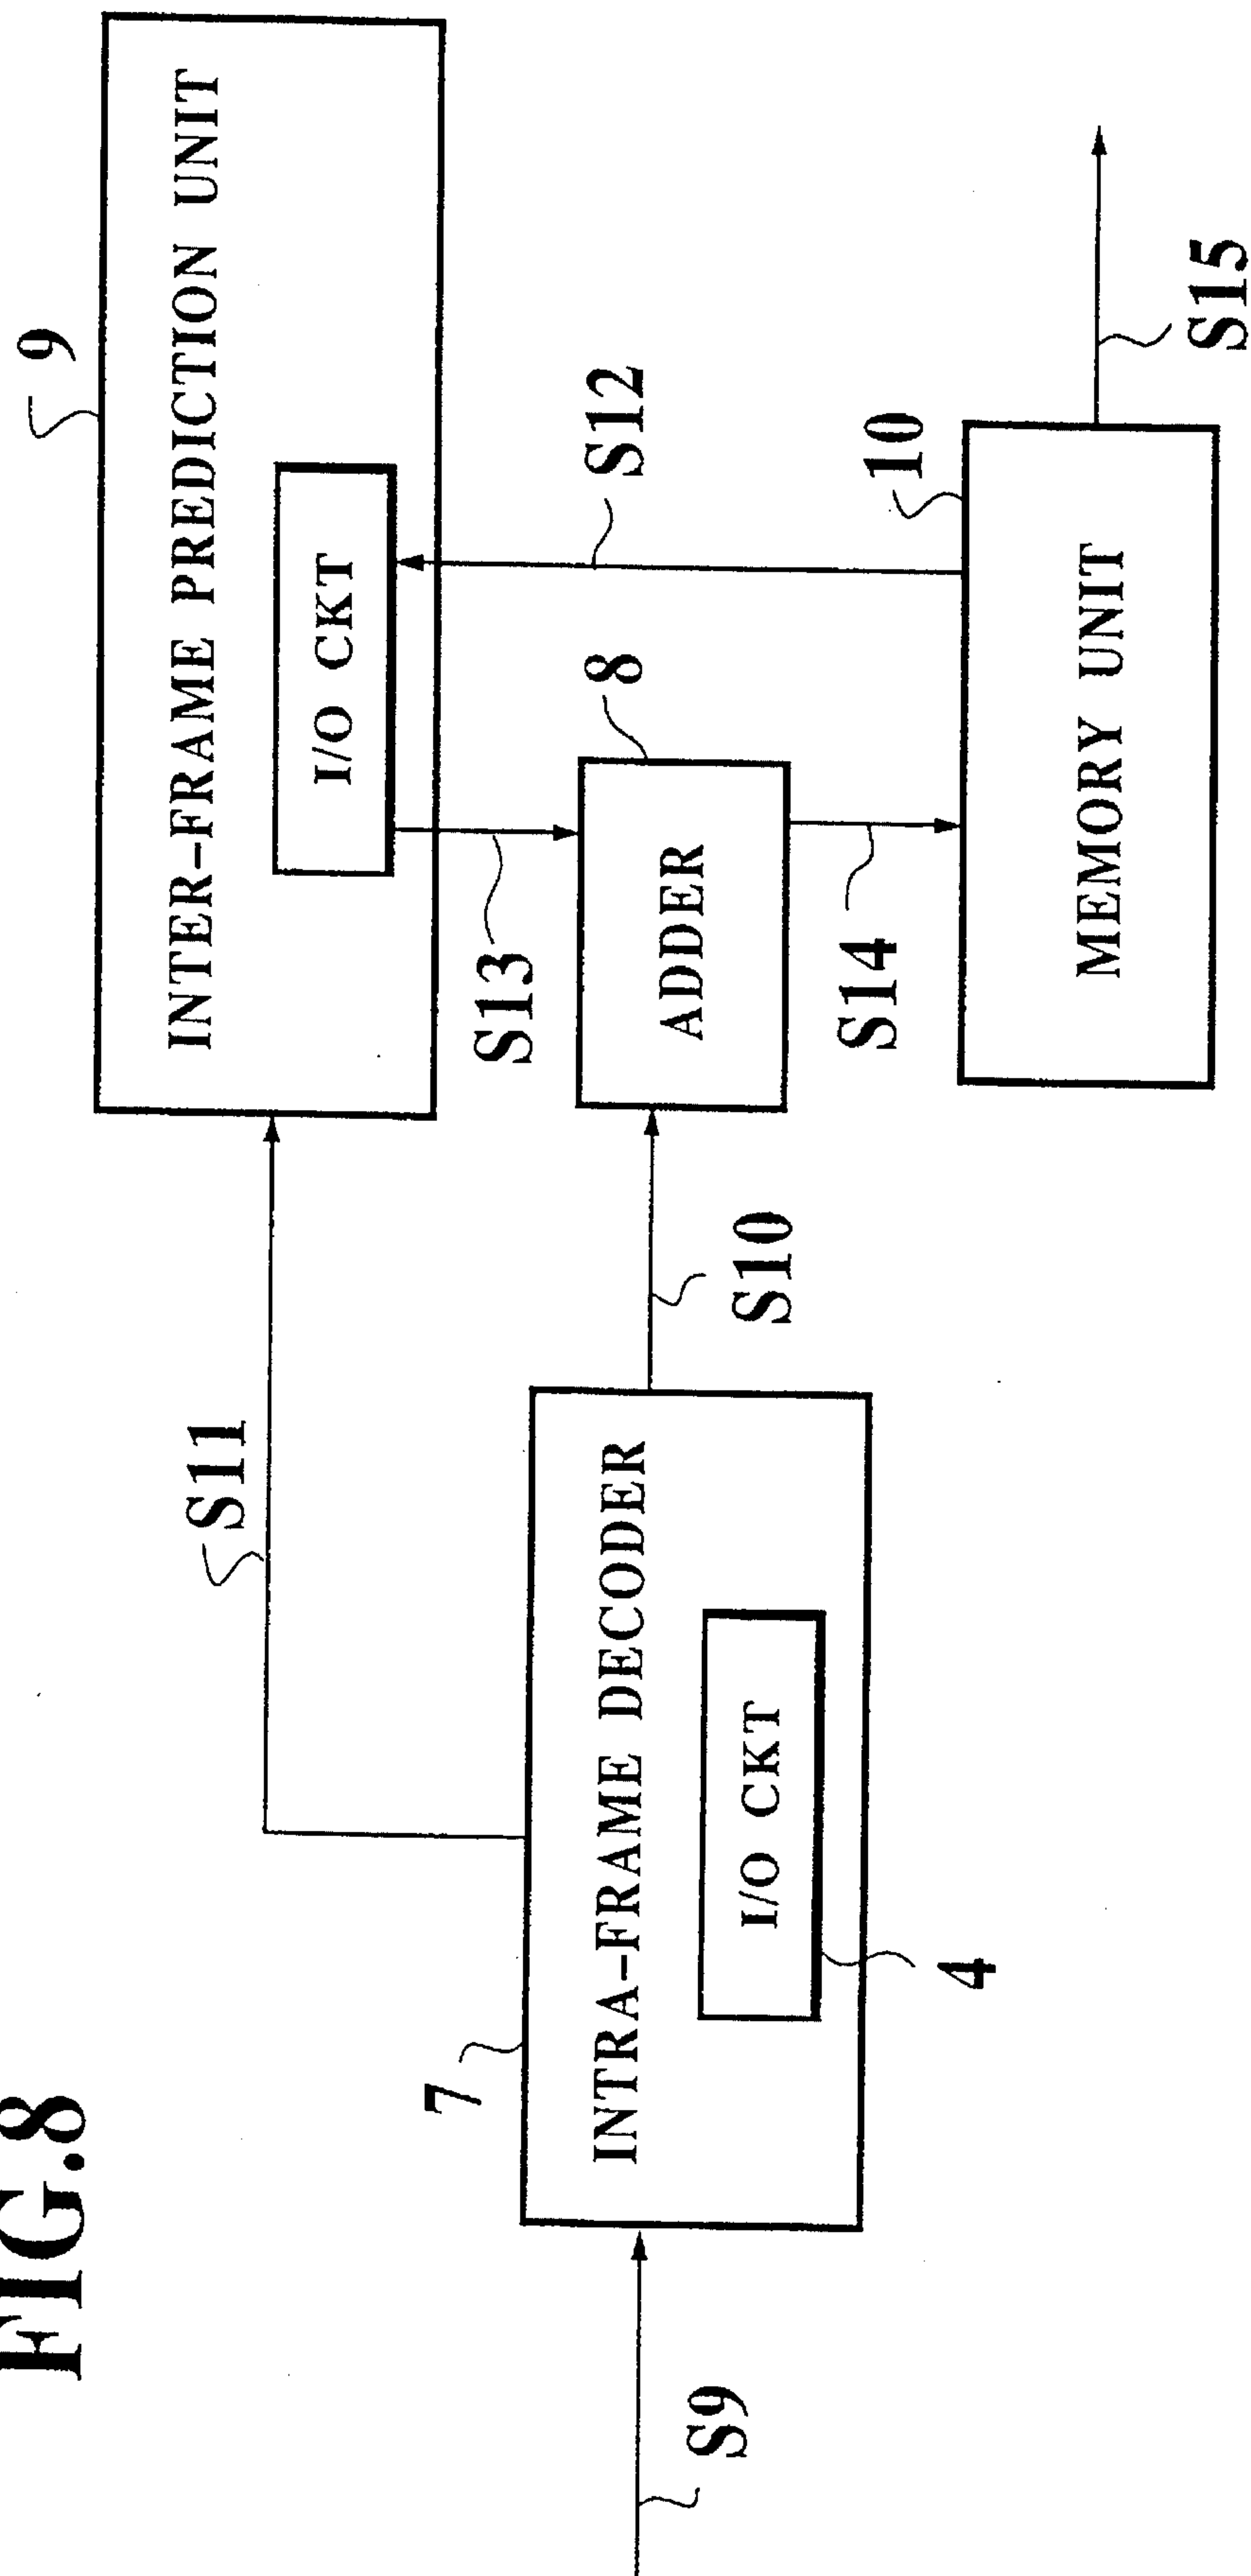 FIG.8
9
INTER-FRAME PREDICTION UNIT
I/O CKT
S11
S13
S12
8
ADDER
S10
7
INTRA-FRAME DECODER
I/O CKT
4
S9
S14
10
MEMORY UNIT
S15